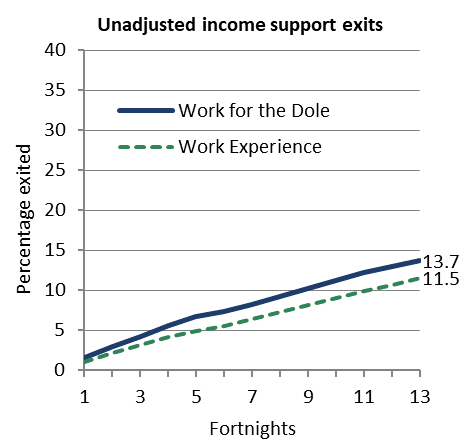 Unadjusted income support exits
40
35
30
25
20
15
10
5
0
Percentage exited
Work for the Dole
Work Experience
13.7
11.5
1 3 5 7 9 11 13
Fortnights